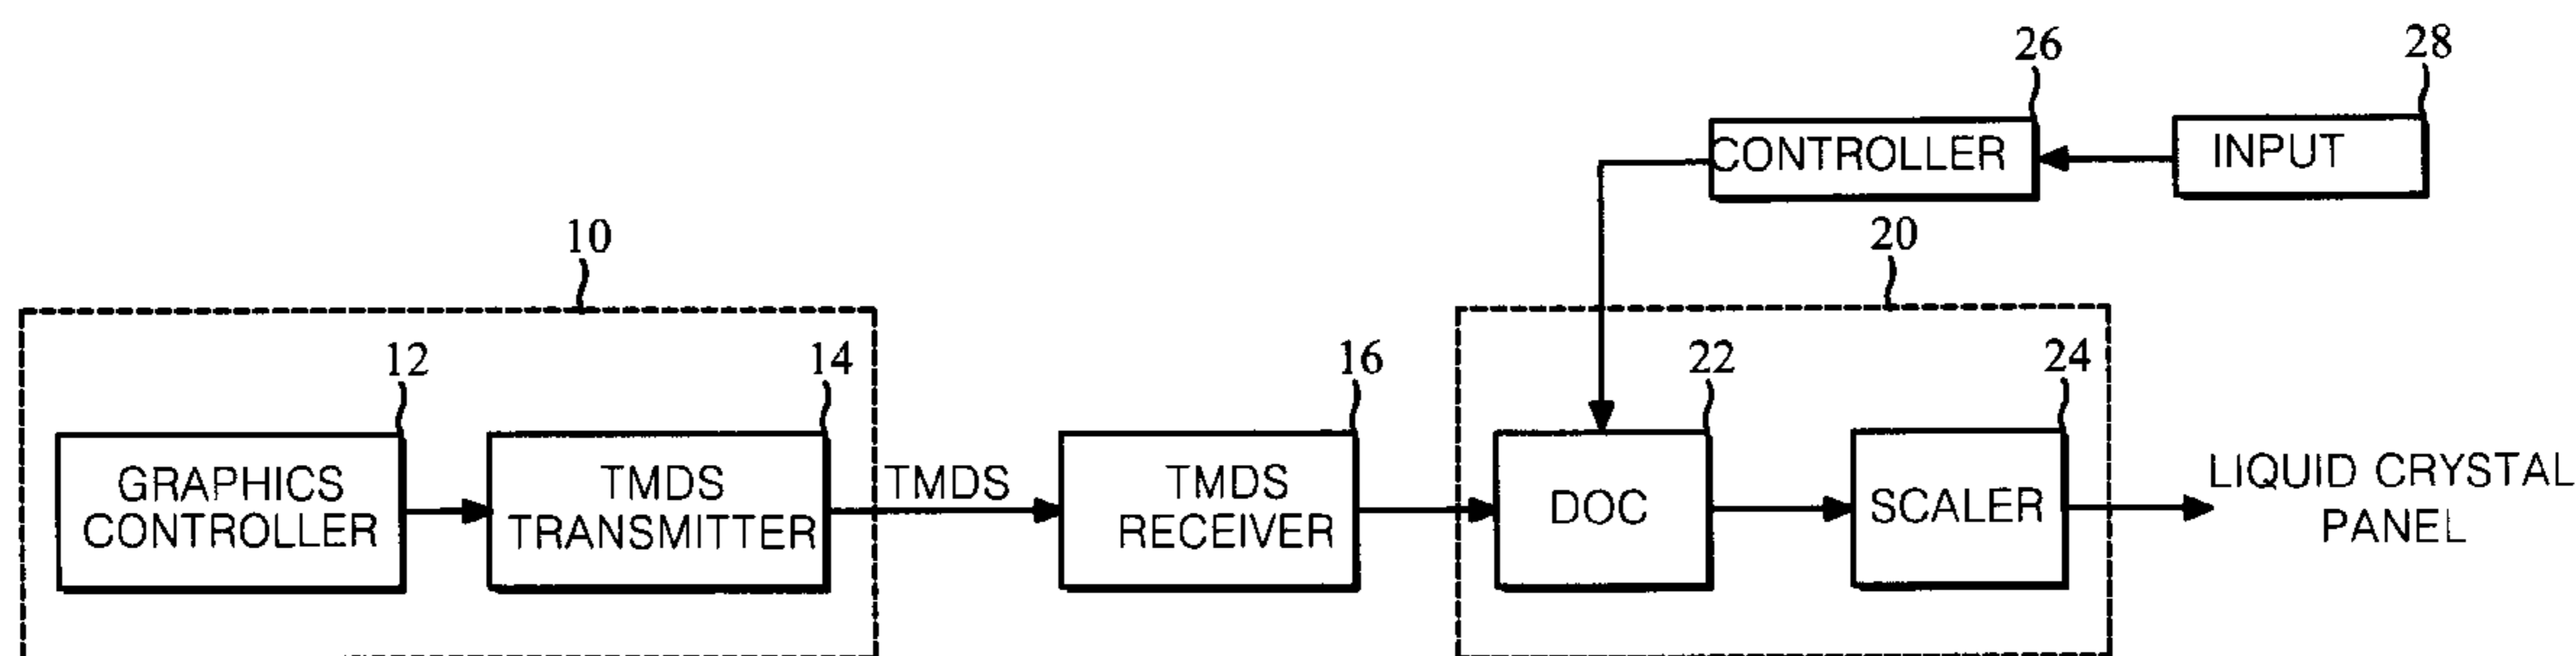 26
28
CONTROLLER
INPUT
10
20
12
14
16
22
24
GRAPHICS
CONTROLLER
TMDS
TRANSMITTER
TMDS
TMDS
RECEIVER
DOC
SCALER
LIQUID CRYSTAL
PANEL